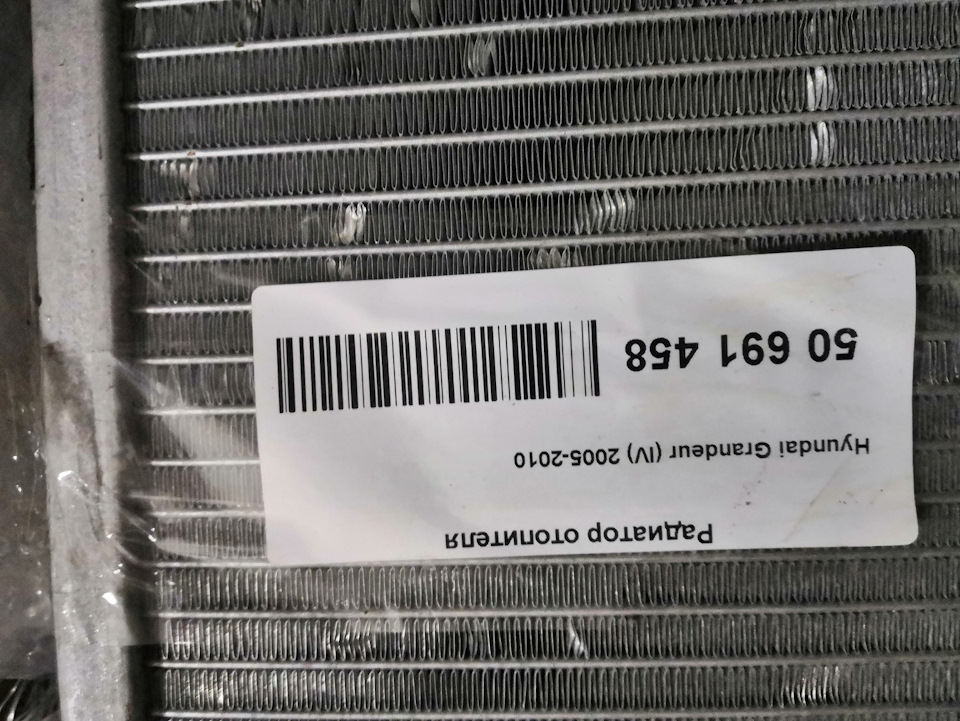 Радиатор отопителя
Hyundai Grandeur (IV) 2005-2010
50 691 458